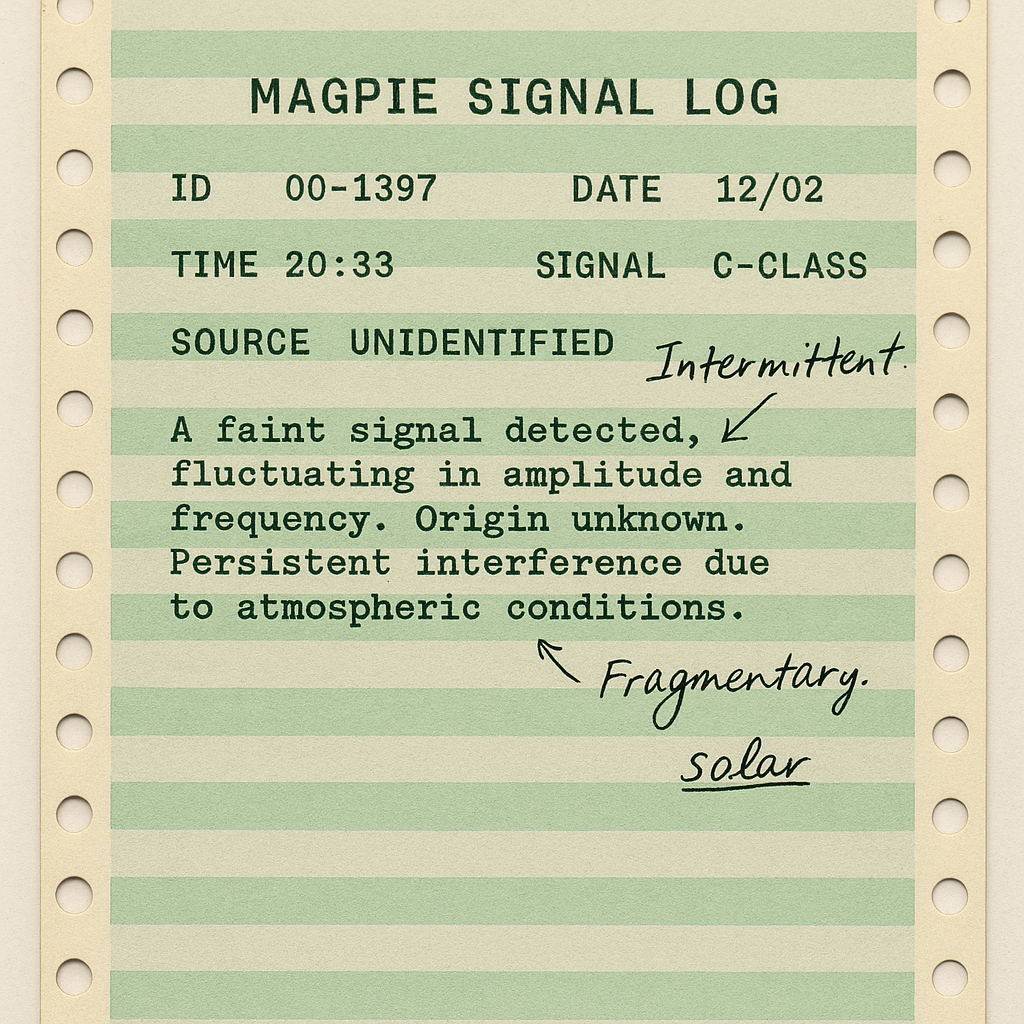 MAGPIE SIGNAL LOG
ID 00-1397 DATE 12/02
TIME 20:33 SIGNAL C-CLASS
SOURCE UNIDENTIFIED
Intermittent.
A faint signal detected,
fluctuating in amplitude and
frequency. Origin unknown.
Persistent interference due
to atmospheric conditions.
Fragmentary.
solar